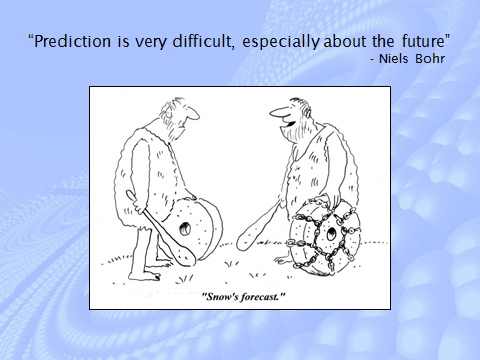 “Prediction is very difficult, especially about the future”
- Niels Bohr
"Snow's forecast."